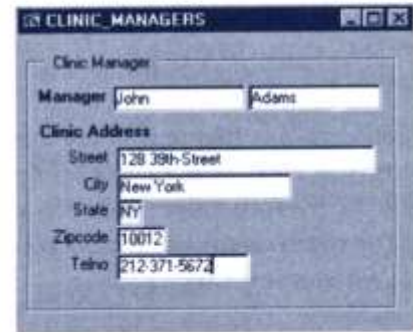 CLINIC_MANAGERS
Clinic Manager
Manager John Adams
Clinic Address
Street 128 39th-Street
City New York
State NY
Zipcode 10012
Telno 212-371-5672